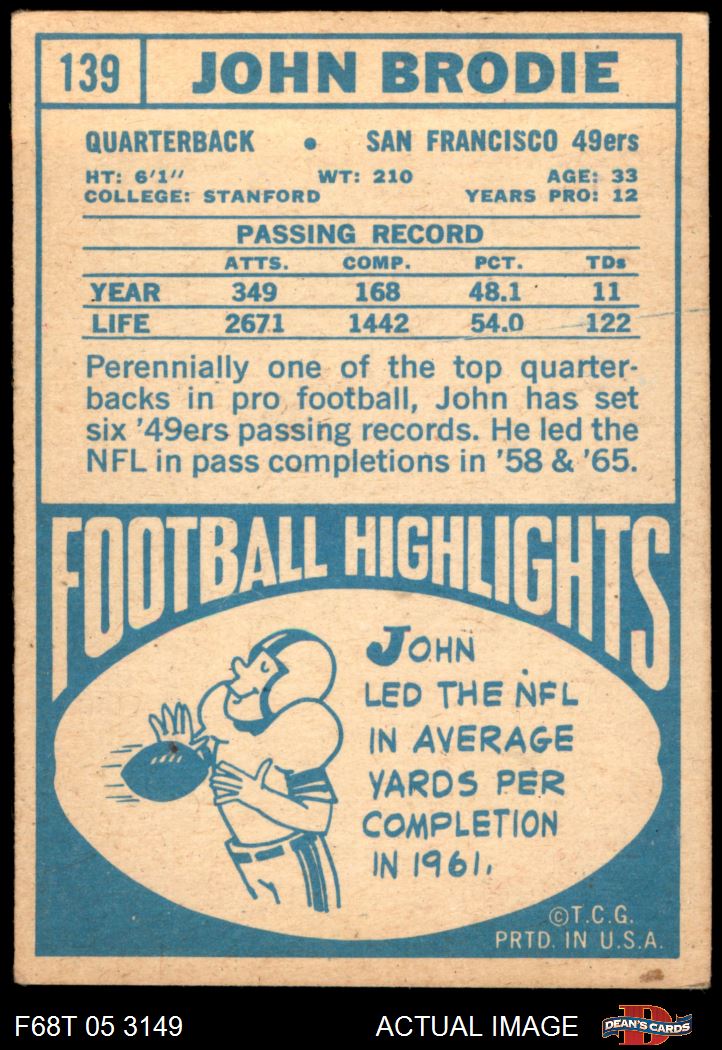 139 JOHN BRODIE
QUARTERBACK • SAN FRANCISCO 49ers
HT: 6'1" WT: 210 AGE: 33
COLLEGE: STANFORD YEARS PRO: 12
PASSING RECORD
ATTS. COMP. PCT. TDs
YEAR 349 168 48.1 11
LIFE 2671 1442 54.0 122
Perennially one of the top quarter-
backs in pro football, John has set
six '49ers passing records. He led the
NFL in pass completions in '58 & '65.
FOOTBALL HIGHLIGHTS
JOHN
LED THE NFL
IN AVERAGE
YARDS PER
COMPLETION
IN 1961.
©T.C.G.
PRTD. IN U.S.A.
F68T 05 3149 ACTUAL IMAGE D DEAN'S CARDS